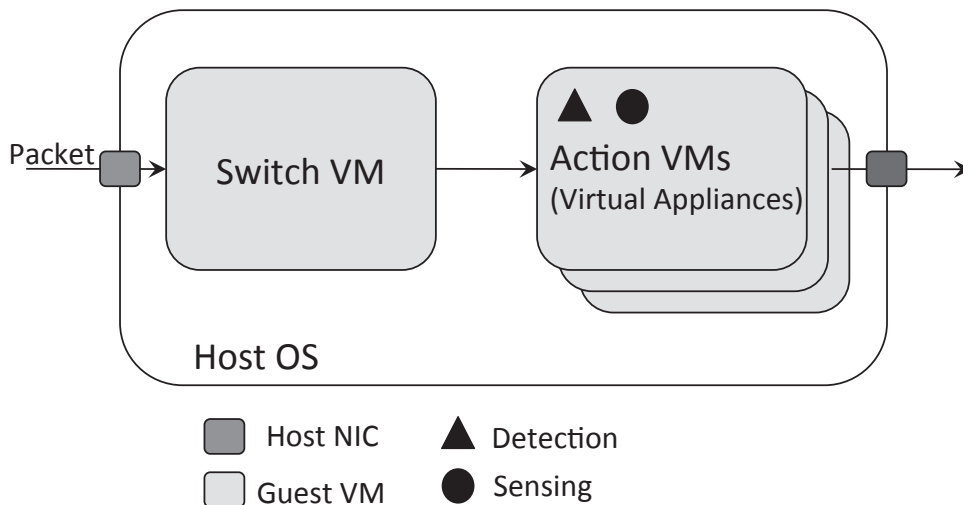 Packet
Switch VM
Action VMs
(Virtual Appliances)
Host OS
Host NIC
Detection
Guest VM
Sensing